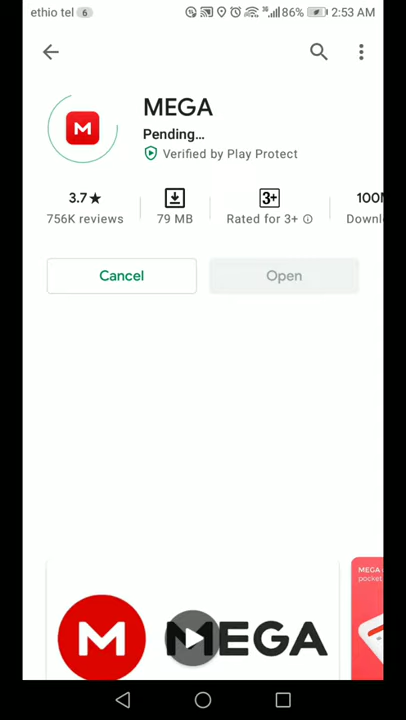 ethio tel 6 86% 2:53 AM
MEGA
Pending...
Verified by Play Protect
3.7★ 3+
756K reviews 79 MB Rated for 3+
Cancel Open
MEGA
MEGA